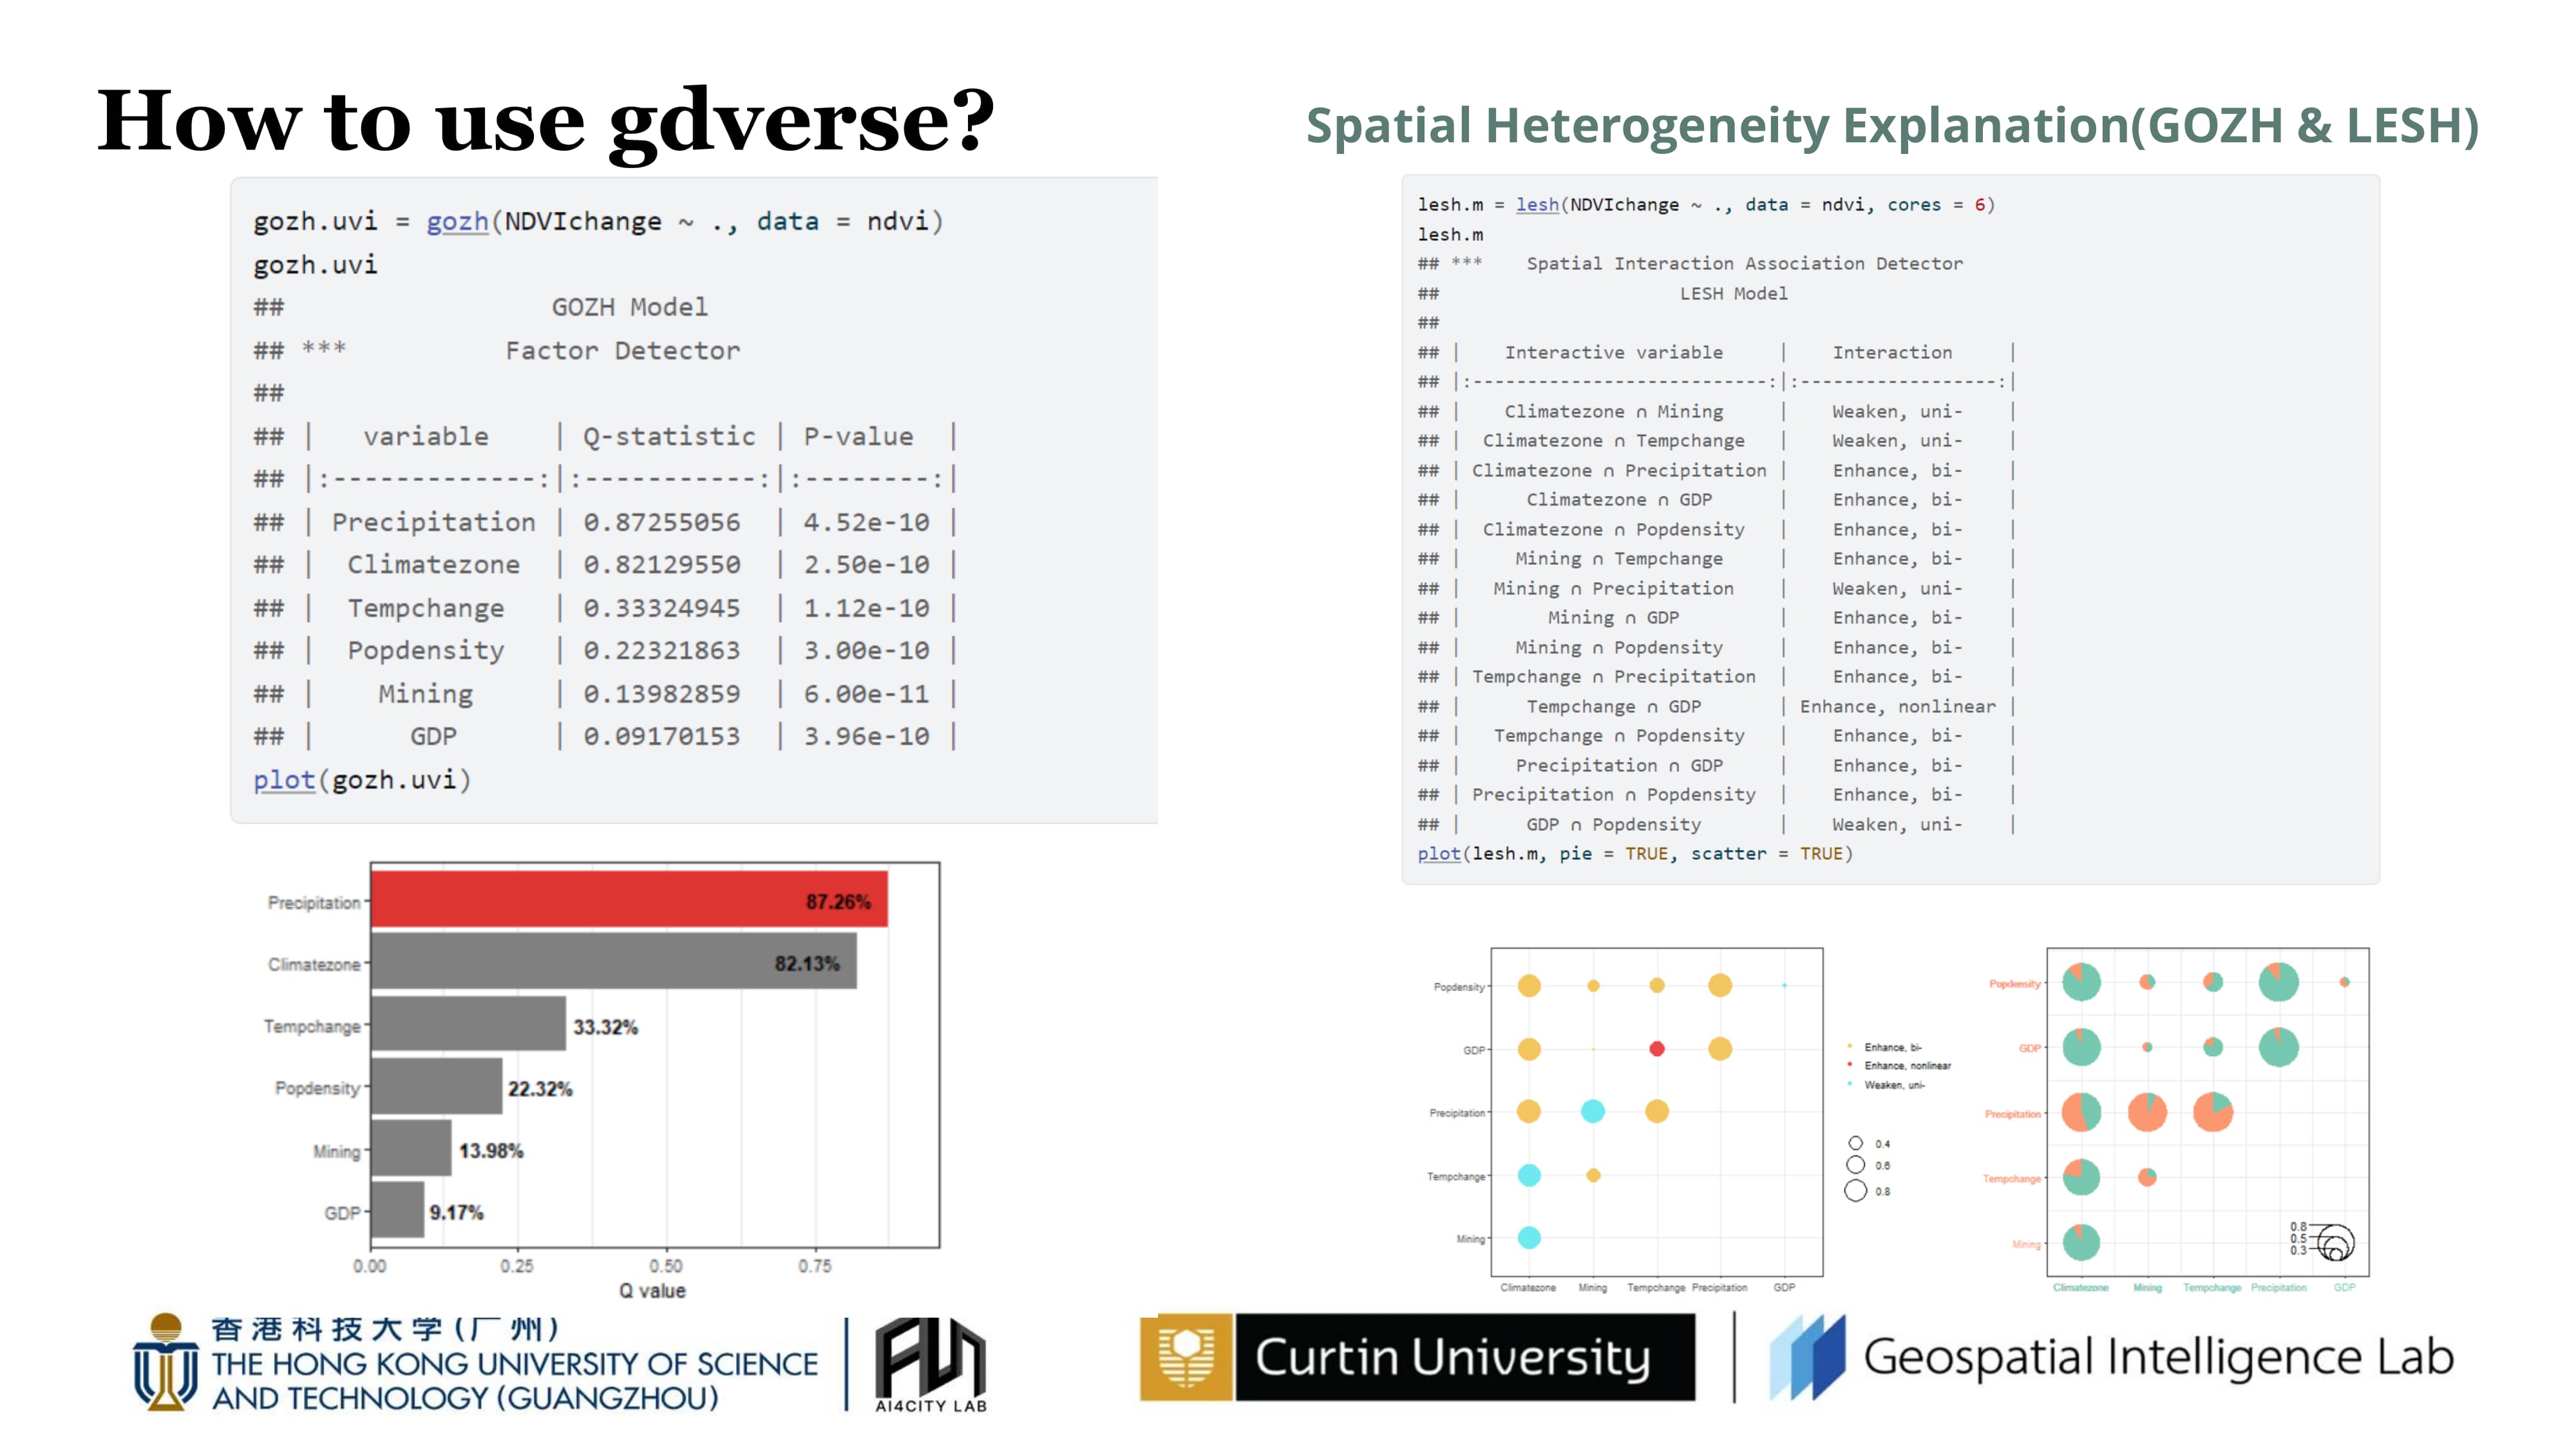 How to use gdverse?
Spatial Heterogeneity Explanation(GOZH & LESH)
gozh.uvi = gozh(NDVIchange ~ ., data = ndvi)
gozh.uvi
## GOZH Model
## *** Factor Detector
##
## | variable | Q-statistic | P-value |
## |:-------------:|:-----------:|:--------:|
## | Precipitation | 0.87255056 | 4.52e-10 |
## | Climatezone | 0.82129550 | 2.50e-10 |
## | Tempchange | 0.33324945 | 1.12e-10 |
## | Popdensity | 0.22321863 | 3.00e-10 |
## | Mining | 0.13982859 | 6.00e-11 |
## | GDP | 0.09170153 | 3.96e-10 |
plot(gozh.uvi)
Precipitation 87.26%
Climatezone 82.13%
Tempchange 33.32%
Popdensity 22.32%
Mining 13.98%
GDP 9.17%
0.00 0.25 0.50 0.75
Q value
lesh.m = lesh(NDVIchange ~ ., data = ndvi, cores = 6)
lesh.m
## *** Spatial Interaction Association Detector
## LESH Model
##
## | Interactive variable | Interaction |
## |:---------------------------:|:------------------:|
## | Climatezone ∩ Mining | Weaken, uni- |
## | Climatezone ∩ Tempchange | Weaken, uni- |
## | Climatezone ∩ Precipitation | Enhance, bi- |
## | Climatezone ∩ GDP | Enhance, bi- |
## | Climatezone ∩ Popdensity | Enhance, bi- |
## | Mining ∩ Tempchange | Enhance, bi- |
## | Mining ∩ Precipitation | Weaken, uni- |
## | Mining ∩ GDP | Enhance, bi- |
## | Mining ∩ Popdensity | Enhance, bi- |
## | Tempchange ∩ Precipitation | Enhance, bi- |
## | Tempchange ∩ GDP | Enhance, nonlinear |
## | Tempchange ∩ Popdensity | Enhance, bi- |
## | Precipitation ∩ GDP | Enhance, bi- |
## | Precipitation ∩ Popdensity | Enhance, bi- |
## | GDP ∩ Popdensity | Weaken, uni- |
plot(lesh.m, pie = TRUE, scatter = TRUE)
Popdensity
GDP
Precipitation
Tempchange
Mining
Climatezone Mining Tempchange Precipitation GDP
Enhance, bi-
Enhance, nonlinear
Weaken, uni-
0.4
0.6
0.8
Popdensity
GDP
Precipitation
Tempchange
Mining
0.8
0.5
0.3
Climatezone Mining Tempchange Precipitation GDP
香港科技大学(广州)
THE HONG KONG UNIVERSITY OF SCIENCE
AND TECHNOLOGY (GUANGZHOU)
AI4CITY LAB
Curtin University
Geospatial Intelligence Lab